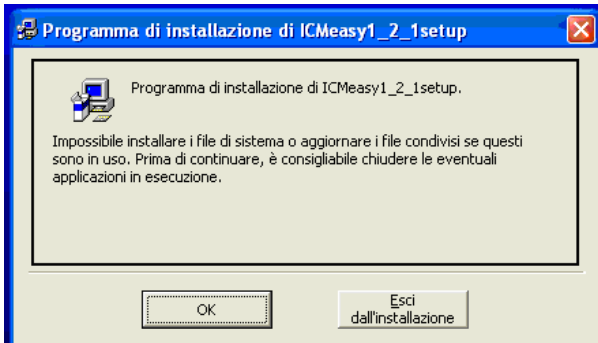 Programma di installazione di ICMeasy1_2_1setup
Programma di installazione di ICMeasy1_2_1setup.
Impossibile installare i file di sistema o aggiornare i file condivisi se questi
sono in uso. Prima di continuare, è consigliabile chiudere le eventuali
applicazioni in esecuzione.
OK
Esci
dall'installazione